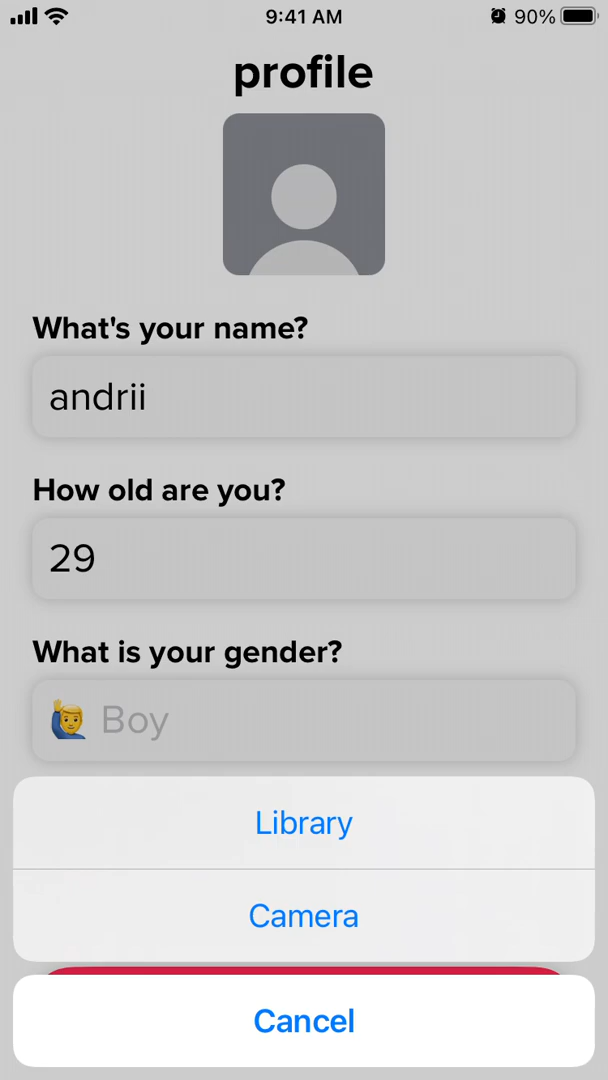 9:41 AM
90%
profile
What's your name?
andrii
How old are you?
29
What is your gender?
🙋‍♂️ Boy
Library
Camera
Cancel